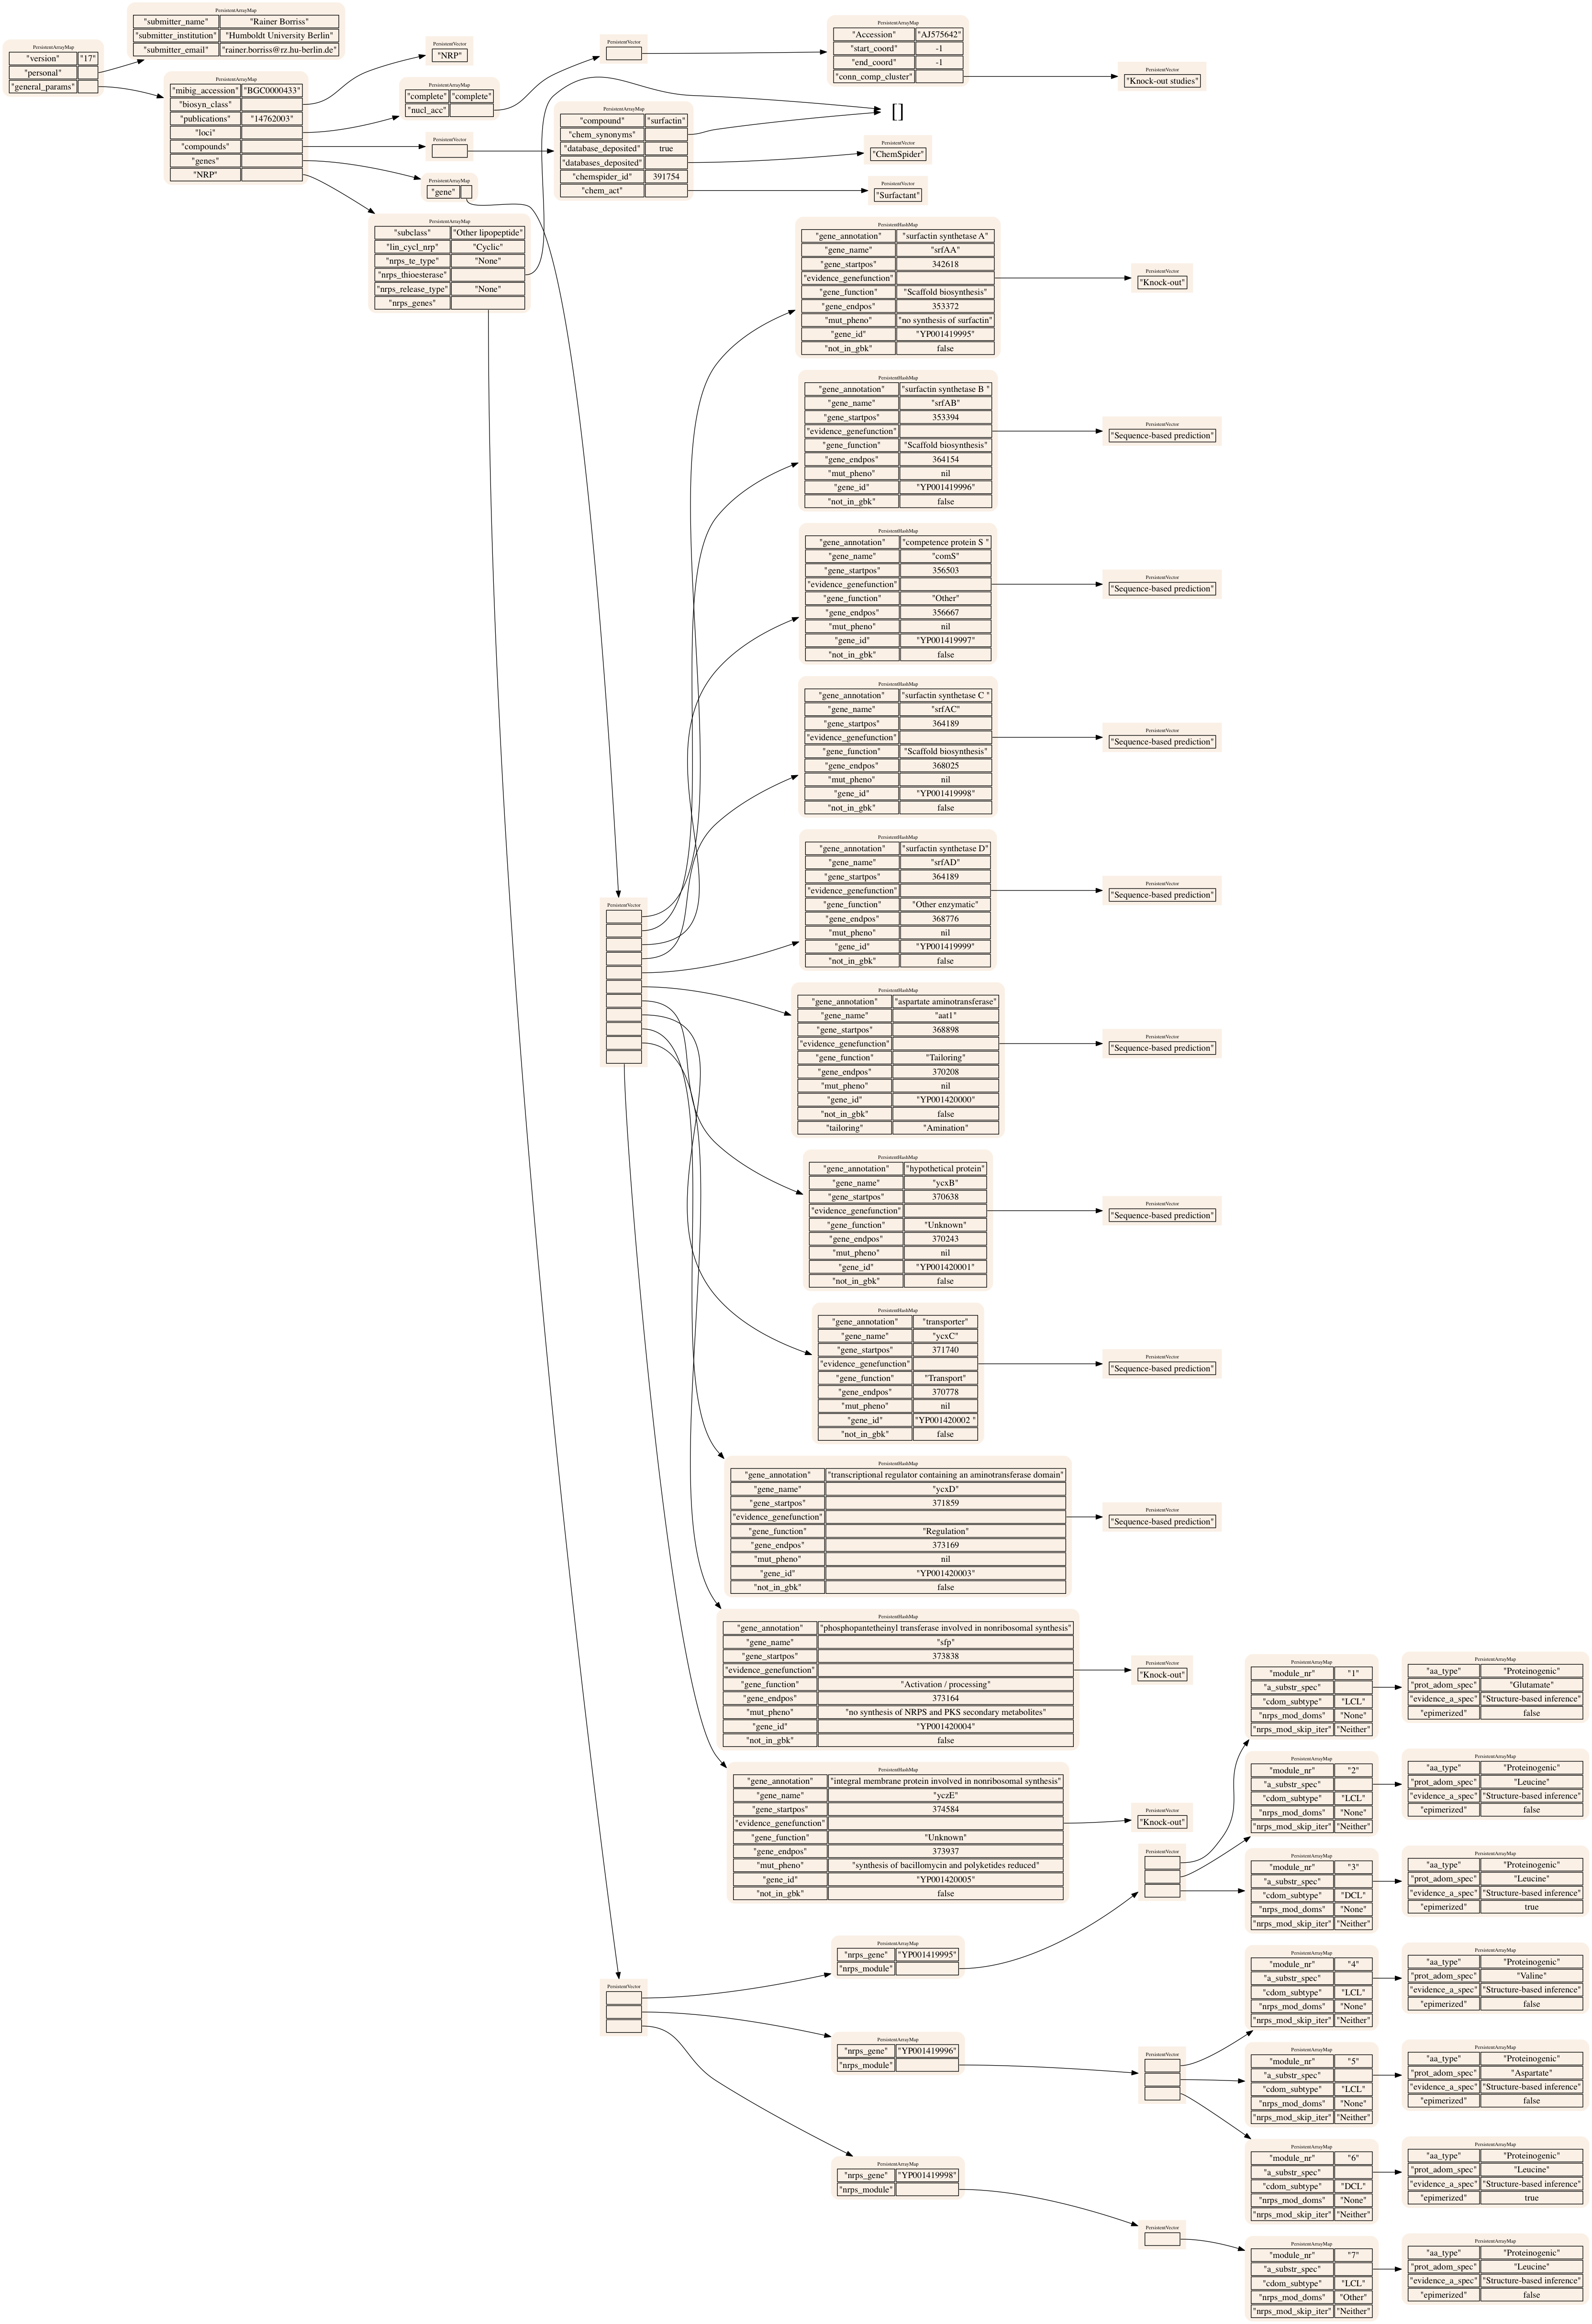 PersistentArrayMap
"version" "17"
"personal"
"general_params"
PersistentArrayMap
"submitter_name" "Rainer Borriss"
"submitter_institution" "Humboldt University Berlin"
"submitter_email" "rainer.borriss@rz.hu-berlin.de"
PersistentArrayMap
"mibig_accession" "BGC0000433"
"biosyn_class"
"publications" "14762003"
"loci"
"compounds"
"genes"
"NRP"
PersistentVector
"NRP"
PersistentArrayMap
"complete" "complete"
"nucl_acc"
PersistentVector
PersistentArrayMap
"gene"
PersistentArrayMap
"subclass" "Other lipopeptide"
"lin_cycl_nrp" "Cyclic"
"nrps_te_type" "None"
"nrps_thioesterase"
"nrps_release_type" "None"
"nrps_genes"
PersistentVector
PersistentArrayMap
"compound" "surfactin"
"chem_synonyms"
"database_deposited" true
"databases_deposited"
"chemspider_id" 391754
"chem_act"
PersistentArrayMap
"Accession" "AJ575642"
"start_coord" -1
"end_coord" -1
"conn_comp_cluster"
PersistentVector
"Knock-out studies"
[]
PersistentVector
"ChemSpider"
PersistentVector
"Surfactant"
PersistentHashMap
"gene_annotation" "surfactin synthetase A"
"gene_name" "srfAA"
"gene_startpos" 342618
"evidence_genefunction"
"gene_function" "Scaffold biosynthesis"
"gene_endpos" 353372
"mut_pheno" "no synthesis of surfactin"
"gene_id" "YP001419995"
"not_in_gbk" false
PersistentVector
"Knock-out"
PersistentHashMap
"gene_annotation" "surfactin synthetase B "
"gene_name" "srfAB"
"gene_startpos" 353394
"evidence_genefunction"
"gene_function" "Scaffold biosynthesis"
"gene_endpos" 364154
"mut_pheno" nil
"gene_id" "YP001419996"
"not_in_gbk" false
PersistentVector
"Sequence-based prediction"
PersistentHashMap
"gene_annotation" "competence protein S "
"gene_name" "comS"
"gene_startpos" 356503
"evidence_genefunction"
"gene_function" "Other"
"gene_endpos" 356667
"mut_pheno" nil
"gene_id" "YP001419997"
"not_in_gbk" false
PersistentVector
"Sequence-based prediction"
PersistentHashMap
"gene_annotation" "surfactin synthetase C "
"gene_name" "srfAC"
"gene_startpos" 364189
"evidence_genefunction"
"gene_function" "Scaffold biosynthesis"
"gene_endpos" 368025
"mut_pheno" nil
"gene_id" "YP001419998"
"not_in_gbk" false
PersistentVector
"Sequence-based prediction"
PersistentHashMap
"gene_annotation" "surfactin synthetase D"
"gene_name" "srfAD"
"gene_startpos" 364189
"evidence_genefunction"
"gene_function" "Other enzymatic"
"gene_endpos" 368776
"mut_pheno" nil
"gene_id" "YP001419999"
"not_in_gbk" false
PersistentVector
"Sequence-based prediction"
PersistentVector
PersistentHashMap
"gene_annotation" "aspartate aminotransferase"
"gene_name" "aat1"
"gene_startpos" 368898
"evidence_genefunction"
"gene_function" "Tailoring"
"gene_endpos" 370208
"mut_pheno" nil
"gene_id" "YP001420000"
"not_in_gbk" false
"tailoring" "Amination"
PersistentVector
"Sequence-based prediction"
PersistentHashMap
"gene_annotation" "hypothetical protein"
"gene_name" "ycxB"
"gene_startpos" 370638
"evidence_genefunction"
"gene_function" "Unknown"
"gene_endpos" 370243
"mut_pheno" nil
"gene_id" "YP001420001"
"not_in_gbk" false
PersistentVector
"Sequence-based prediction"
PersistentHashMap
"gene_annotation" "transporter"
"gene_name" "ycxC"
"gene_startpos" 371740
"evidence_genefunction"
"gene_function" "Transport"
"gene_endpos" 370778
"mut_pheno" nil
"gene_id" "YP001420002 "
"not_in_gbk" false
PersistentVector
"Sequence-based prediction"
PersistentHashMap
"gene_annotation" "transcriptional regulator containing an aminotransferase domain"
"gene_name" "ycxD"
"gene_startpos" 371859
"evidence_genefunction"
"gene_function" "Regulation"
"gene_endpos" 373169
"mut_pheno" nil
"gene_id" "YP001420003"
"not_in_gbk" false
PersistentVector
"Sequence-based prediction"
PersistentHashMap
"gene_annotation" "phosphopantetheinyl transferase involved in nonribosomal synthesis"
"gene_name" "sfp"
"gene_startpos" 373838
"evidence_genefunction"
"gene_function" "Activation / processing"
"gene_endpos" 373164
"mut_pheno" "no synthesis of NRPS and PKS secondary metabolites"
"gene_id" "YP001420004"
"not_in_gbk" false
PersistentVector
"Knock-out"
PersistentHashMap
"gene_annotation" "integral membrane protein involved in nonribosomal synthesis"
"gene_name" "yczE"
"gene_startpos" 374584
"evidence_genefunction"
"gene_function" "Unknown"
"gene_endpos" 373937
"mut_pheno" "synthesis of bacillomycin and polyketides reduced"
"gene_id" "YP001420005"
"not_in_gbk" false
PersistentVector
"Knock-out"
PersistentVector
PersistentArrayMap
"nrps_gene" "YP001419995"
"nrps_module"
PersistentVector
PersistentArrayMap
"module_nr" "1"
"a_substr_spec"
"cdom_subtype" "LCL"
"nrps_mod_doms" "None"
"nrps_mod_skip_iter" "Neither"
PersistentArrayMap
"aa_type" "Proteinogenic"
"prot_adom_spec" "Glutamate"
"evidence_a_spec" "Structure-based inference"
"epimerized" false
PersistentArrayMap
"module_nr" "2"
"a_substr_spec"
"cdom_subtype" "LCL"
"nrps_mod_doms" "None"
"nrps_mod_skip_iter" "Neither"
PersistentArrayMap
"aa_type" "Proteinogenic"
"prot_adom_spec" "Leucine"
"evidence_a_spec" "Structure-based inference"
"epimerized" false
PersistentArrayMap
"module_nr" "3"
"a_substr_spec"
"cdom_subtype" "DCL"
"nrps_mod_doms" "None"
"nrps_mod_skip_iter" "Neither"
PersistentArrayMap
"aa_type" "Proteinogenic"
"prot_adom_spec" "Leucine"
"evidence_a_spec" "Structure-based inference"
"epimerized" true
PersistentArrayMap
"nrps_gene" "YP001419996"
"nrps_module"
PersistentVector
PersistentArrayMap
"module_nr" "4"
"a_substr_spec"
"cdom_subtype" "LCL"
"nrps_mod_doms" "None"
"nrps_mod_skip_iter" "Neither"
PersistentArrayMap
"aa_type" "Proteinogenic"
"prot_adom_spec" "Valine"
"evidence_a_spec" "Structure-based inference"
"epimerized" false
PersistentArrayMap
"module_nr" "5"
"a_substr_spec"
"cdom_subtype" "LCL"
"nrps_mod_doms" "None"
"nrps_mod_skip_iter" "Neither"
PersistentArrayMap
"aa_type" "Proteinogenic"
"prot_adom_spec" "Aspartate"
"evidence_a_spec" "Structure-based inference"
"epimerized" false
PersistentArrayMap
"module_nr" "6"
"a_substr_spec"
"cdom_subtype" "DCL"
"nrps_mod_doms" "None"
"nrps_mod_skip_iter" "Neither"
PersistentArrayMap
"aa_type" "Proteinogenic"
"prot_adom_spec" "Leucine"
"evidence_a_spec" "Structure-based inference"
"epimerized" true
PersistentArrayMap
"nrps_gene" "YP001419998"
"nrps_module"
PersistentVector
PersistentArrayMap
"module_nr" "7"
"a_substr_spec"
"cdom_subtype" "LCL"
"nrps_mod_doms" "Other"
"nrps_mod_skip_iter" "Neither"
PersistentArrayMap
"aa_type" "Proteinogenic"
"prot_adom_spec" "Leucine"
"evidence_a_spec" "Structure-based inference"
"epimerized" false